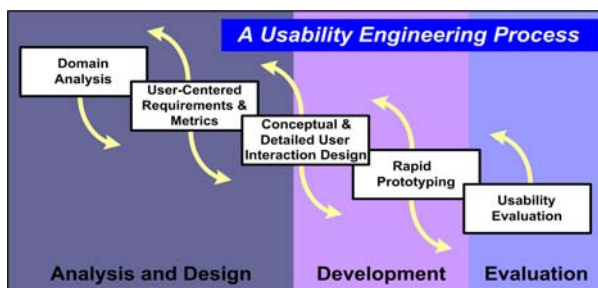 A Usability Engineering Process
Domain
Analysis
User-Centered
Requirements &
Metrics
Conceptual &
Detailed User
Interaction Design
Rapid
Prototyping
Usability
Evaluation
Analysis and Design
Development
Evaluation